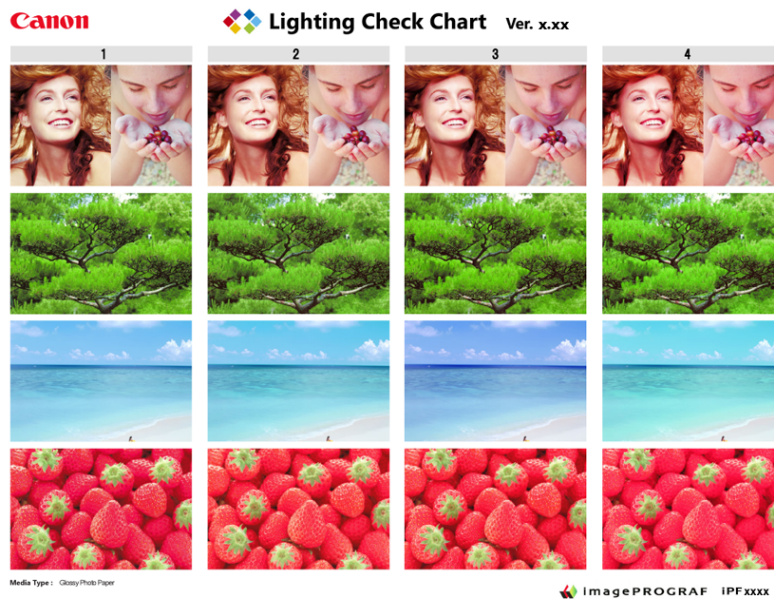 Canon
Lighting Check Chart Ver. x.xx
1 2 3 4
Media Type : Glossy Photo Paper
imagePROGRAF iPFxxxx